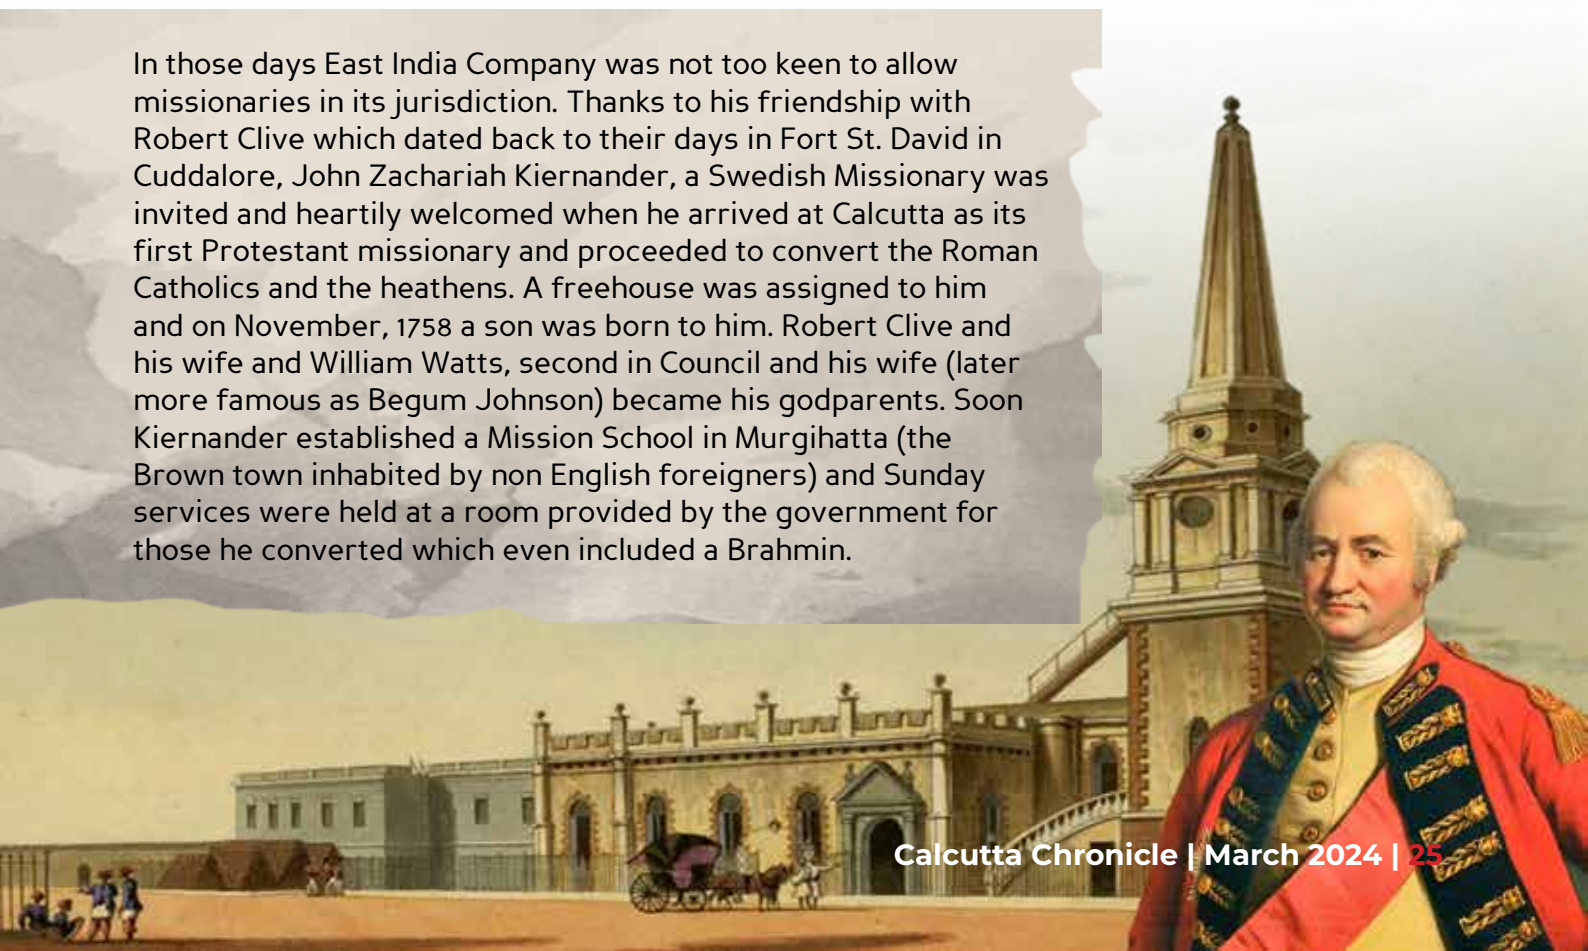 In those days East India Company was not too keen to allow
missionaries in its jurisdiction. Thanks to his friendship with
Robert Clive which dated back to their days in Fort St. David in
Cuddalore, John Zachariah Kiernander, a Swedish Missionary was
invited and heartily welcomed when he arrived at Calcutta as its
first Protestant missionary and proceeded to convert the Roman
Catholics and the heathens. A freehouse was assigned to him
and on November, 1758 a son was born to him. Robert Clive and
his wife and William Watts, second in Council and his wife (later
more famous as Begum Johnson) became his godparents. Soon
Kiernander established a Mission School in Murgihatta (the
Brown town inhabited by non English foreigners) and Sunday
services were held at a room provided by the government for
those he converted which even included a Brahmin.
Calcutta Chronicle | March 2024 | 25